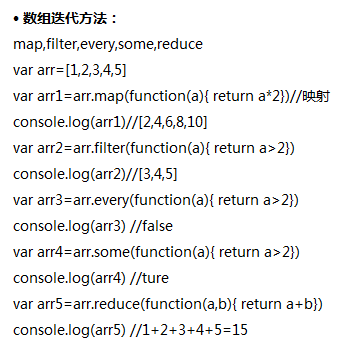 • 数组迭代方法：
map,filter,every,some,reduce
var arr=[1,2,3,4,5]
var arr1=arr.map(function(a){ return a*2})//映射
console.log(arr1)//[2,4,6,8,10]
var arr2=arr.filter(function(a){ return a>2})
console.log(arr2)//[3,4,5]
var arr3=arr.every(function(a){ return a>2})
console.log(arr3) //false
var arr4=arr.some(function(a){ return a>2})
console.log(arr4) //ture
var arr5=arr.reduce(function(a,b){ return a+b})
console.log(arr5) //1+2+3+4+5=15